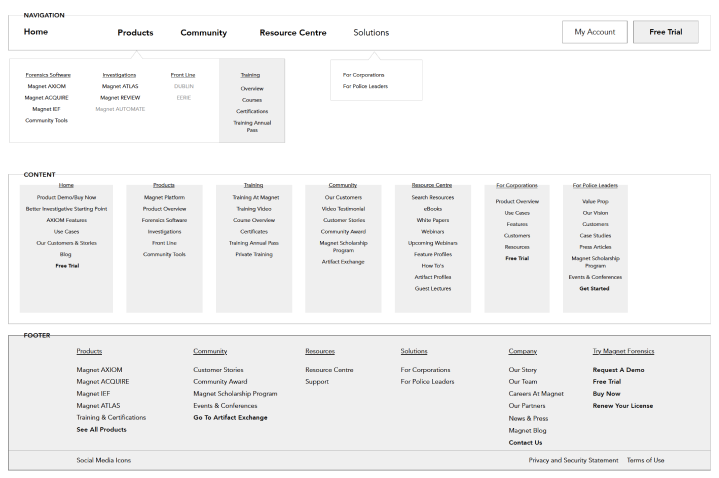 NAVIGATION
Home
Products
Community
Resource Centre
Solutions
My Account
Free Trial
Forensics Software
Magnet AXIOM
Magnet ACQUIRE
Magnet IEF
Community Tools
Investigations
Magnet ATLAS
Magnet REVIEW
Magnet AUTOMATE
Front Line
DUBLIN
EERIE
Training
Overview
Courses
Certifications
Training Annual
Pass
For Corporations
For Police Leaders
CONTENT
Home
Product Demo/Buy Now
Better Investigative Starting Point
AXIOM Features
Use Cases
Our Customers & Stories
Blog
Free Trial
Products
Magnet Platform
Product Overview
Forensics Software
Investigations
Front Line
Community Tools
Training
Training At Magnet
Training Video
Course Overview
Certificates
Training Annual Pass
Private Training
Community
Our Customers
Video Testimonial
Customer Stories
Community Award
Magnet Scholarship
Program
Artifact Exchange
Resource Centre
Search Resources
eBooks
White Papers
Webinars
Upcoming Webinars
Feature Profiles
How To's
Artifact Profiles
Guest Lectures
For Corporations
Product Overview
Use Cases
Features
Customers
Resources
Free Trial
For Police Leaders
Value Prop
Our Vision
Customers
Case Studies
Press Articles
Magnet Scholarship
Program
Events & Conferences
Get Started
FOOTER
Products
Magnet AXIOM
Magnet ACQUIRE
Magnet IEF
Magnet ATLAS
Training & Certifications
See All Products
Community
Customer Stories
Community Award
Magnet Scholarship Program
Events & Conferences
Go To Artifact Exchange
Resources
Resource Centre
Support
Solutions
For Corporations
For Police Leaders
Company
Our Story
Our Team
Careers At Magnet
Our Partners
News & Press
Magnet Blog
Contact Us
Try Magnet Forensics
Request A Demo
Free Trial
Buy Now
Renew Your License
Social Media Icons
Privacy and Security Statement
Terms of Use